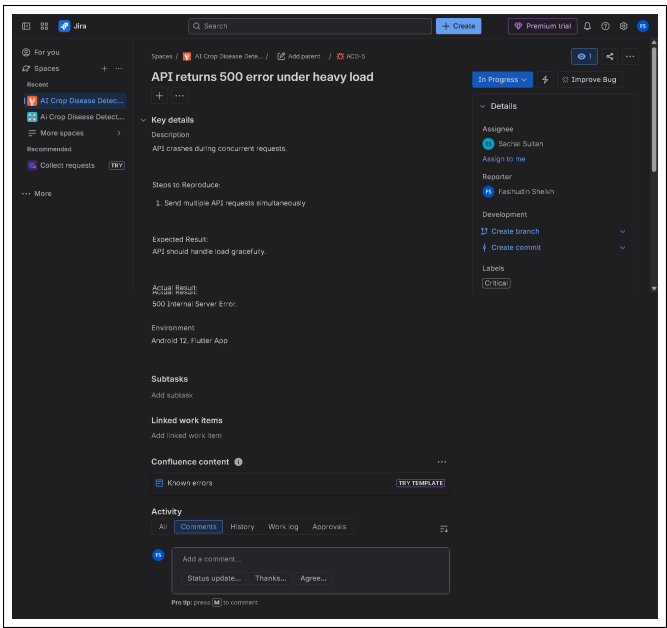 Jira
Search
+ Create
Premium trial
FS
For you
Spaces
Recent
AI Crop Disease Detec...
Ai Crop Disease Detect...
More spaces
Recommended
Collect requests TRY
More
Spaces / AI Crop Disease Dete... / Add parent / ACD-5
1
API returns 500 error under heavy load
In Progress
Improve Bug
Key details
Description
API crashes during concurrent requests.
Steps to Reproduce:
1. Send multiple API requests simultaneously
Expected Result:
API should handle load gracefully.
Actual Result:
Actual Result:
500 Internal Server Error.
Environment
Android 12, Flutter App
Subtasks
Add subtask
Linked work items
Add linked work item
Confluence content
Known errors TRY TEMPLATE
Activity
All Comments History Work log Approvals
FS
Add a comment...
Status update... Thanks... Agree...
Pro tip: press M to comment
Details
Assignee
SS Sachal Sultan
Assign to me
Reporter
FS Fasihudin Sheikh
Development
Create branch
Create commit
Labels
Critical